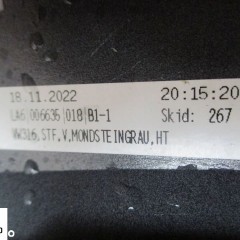 18.11.2022 20:15:20
LA6|006635|010|B1-1 Skid: 267
VW316,STF,V,MONDSTEINGRAU,HT